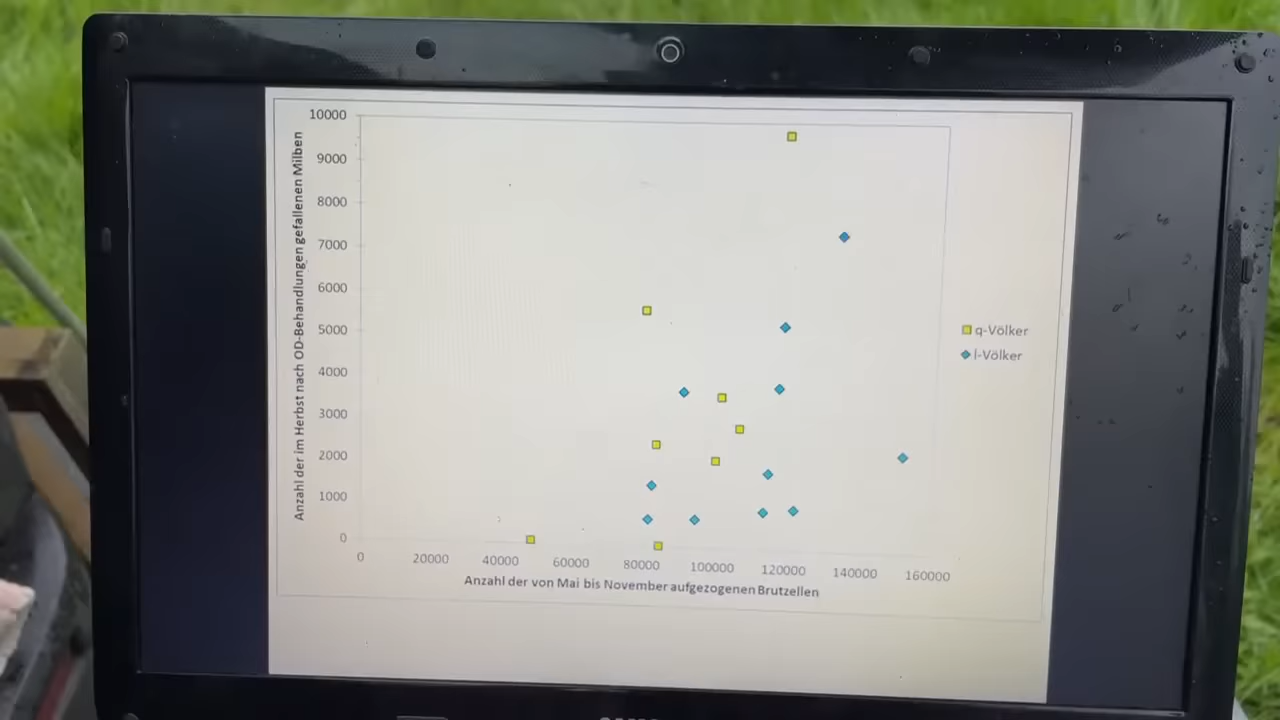 10000
9000
8000
7000
6000
5000
4000
3000
2000
1000
0
Anzahl der im Herbst nach OD-Behandlungen gefallenen Milben
0 20000 40000 60000 80000 100000 120000 140000 160000
Anzahl der von Mai bis November aufgezogenen Brutzellen
q-Völker
l-Völker